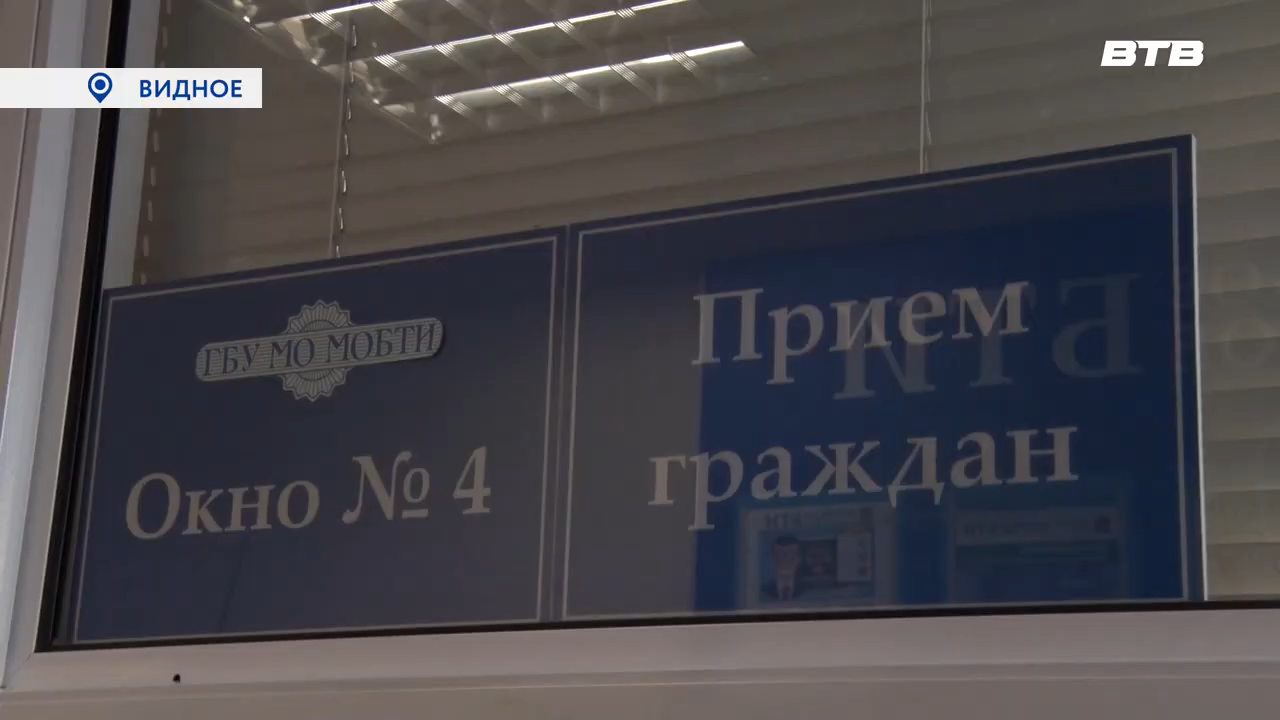 ВИДНОЕ
ВТВ
ГБУ МО МОБТИ
Окно № 4
Прием
граждан